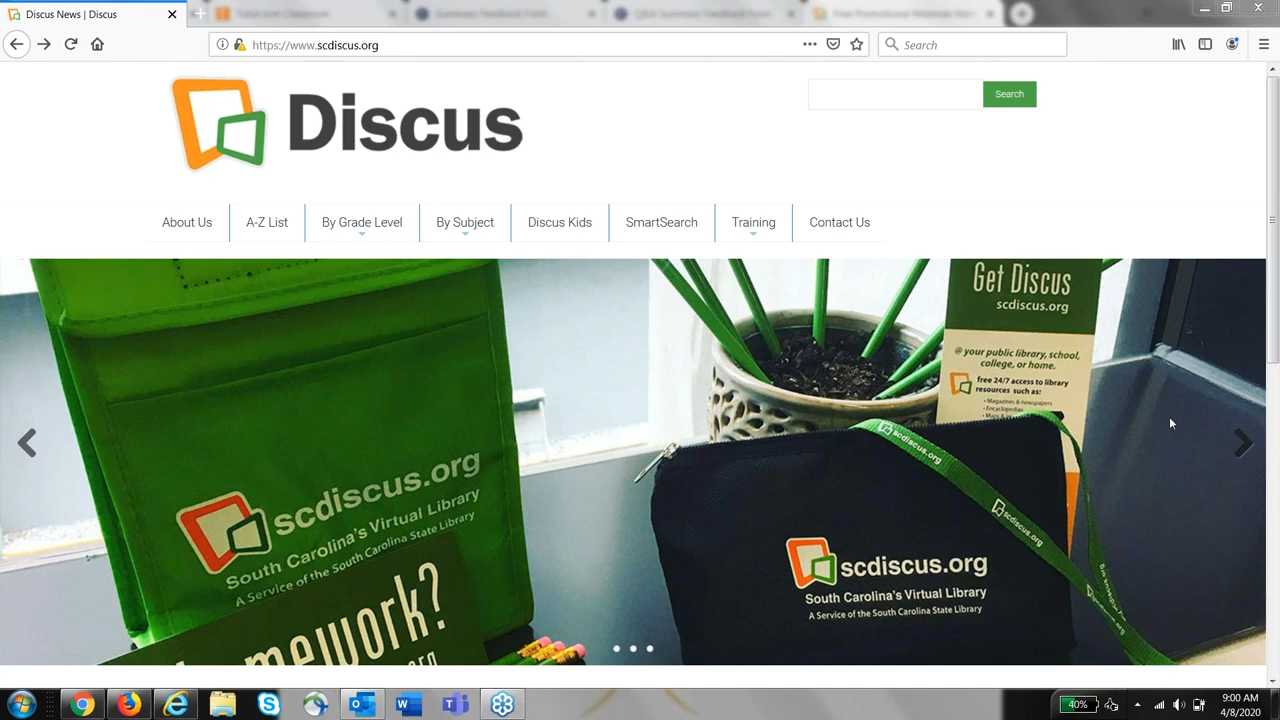 Discus News | Discus
https://www.scdiscus.org
Search
Discus
Search
About Us
A-Z List
By Grade Level
By Subject
Discus Kids
SmartSearch
Training
Contact Us
Get Discus
scdiscus.org
@ your public library, school,
college, or home.
free 24/7 access to library
resources such as:
• Magazines & newspapers
• Encyclopedias
scdiscus.org
South Carolina's Virtual Library
A Service of the South Carolina State Library
scdiscus.org
scdiscus.org
scdiscus.org
South Carolina's Virtual Library
A Service of the South Carolina State Library
40%
9:00 AM
4/8/2020